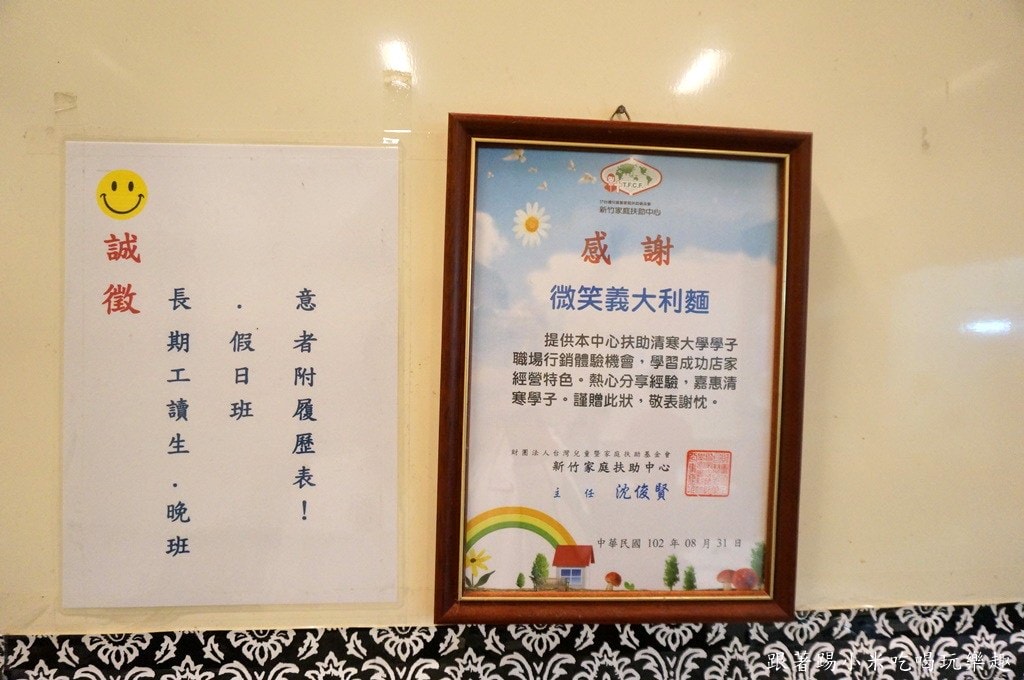 誠徵
長期工讀生．晚班
．假日班
意者附履歷表！
T.F.C.F.
新竹家庭扶助中心
感謝
微笑義大利麵
提供本中心扶助清寒大學學子
職場行銷體驗機會，學習成功店家
經營特色。熱心分享經驗，嘉惠清
寒學子。謹贈此狀，敬表謝忱。
財團法人台灣兒童暨家庭扶助基金會
新竹家庭扶助中心
主任 沈俊賢
中華民國 102 年 08 月 31 日
跟著踢小米吃喝玩樂趣